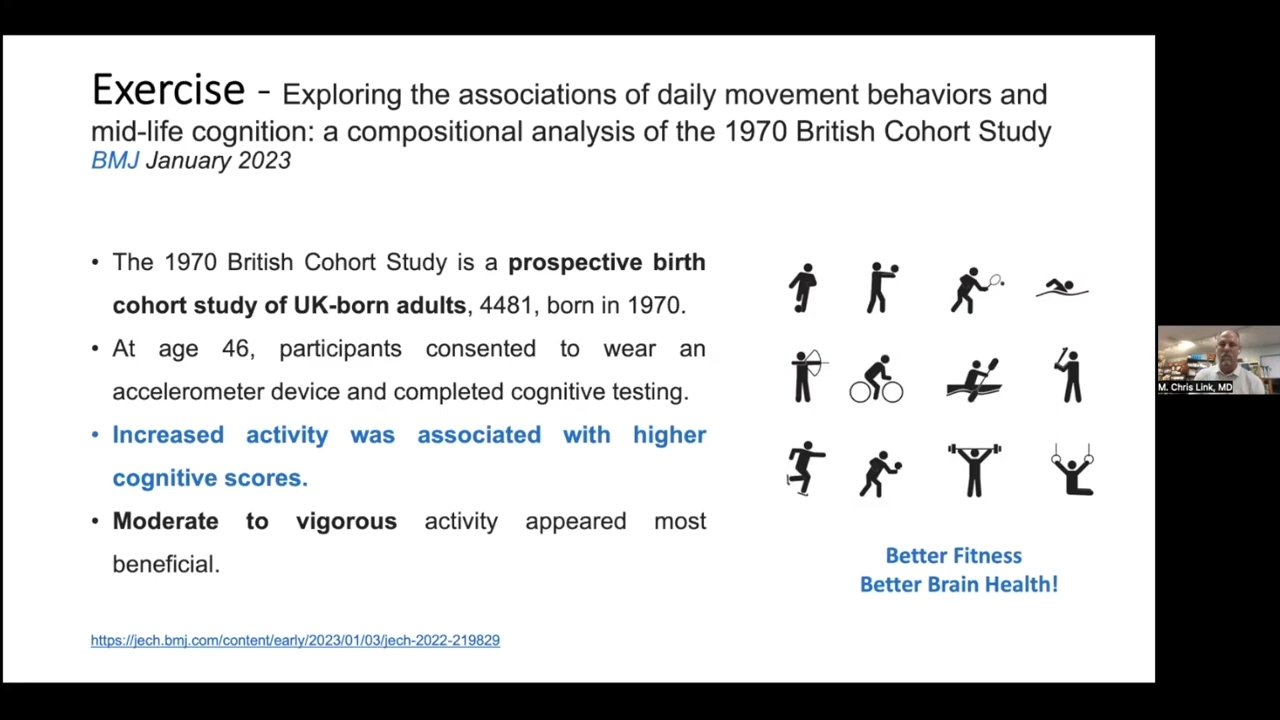 Exercise - Exploring the associations of daily movement behaviors and
mid-life cognition: a compositional analysis of the 1970 British Cohort Study
BMJ January 2023
• The 1970 British Cohort Study is a prospective birth
cohort study of UK-born adults, 4481, born in 1970.
• At age 46, participants consented to wear an
accelerometer device and completed cognitive testing.
• Increased activity was associated with higher
cognitive scores.
• Moderate to vigorous activity appeared most
beneficial.
Better Fitness
Better Brain Health!
https://jech.bmj.com/content/early/2023/01/03/jech-2022-219829
M. Chris Link, MD